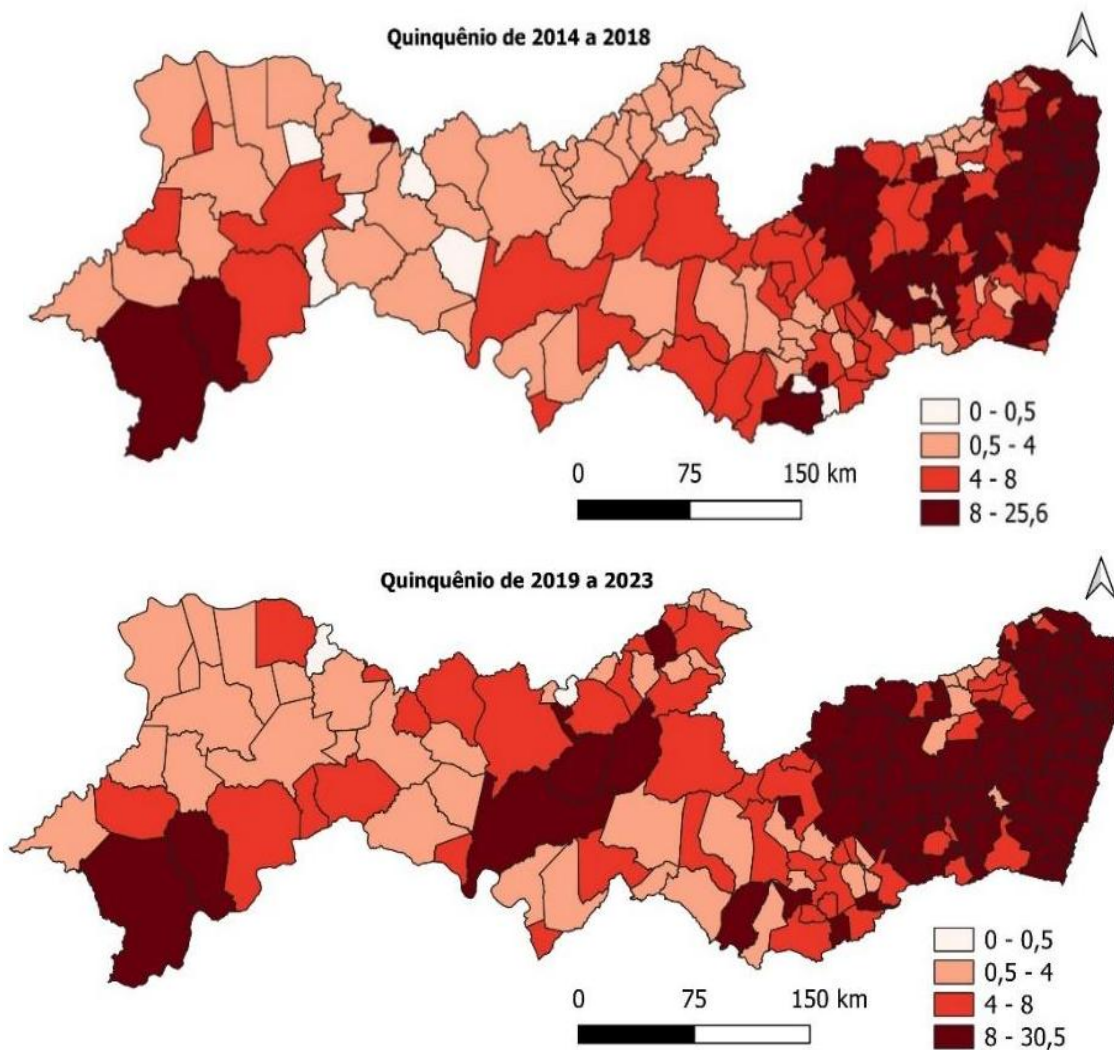 Quinquênio de 2014 a 2018
0 - 0,5
0,5 - 4
4 - 8
8 - 25,6
0 75 150 km
Quinquênio de 2019 a 2023
0 - 0,5
0,5 - 4
4 - 8
8 - 30,5
0 75 150 km